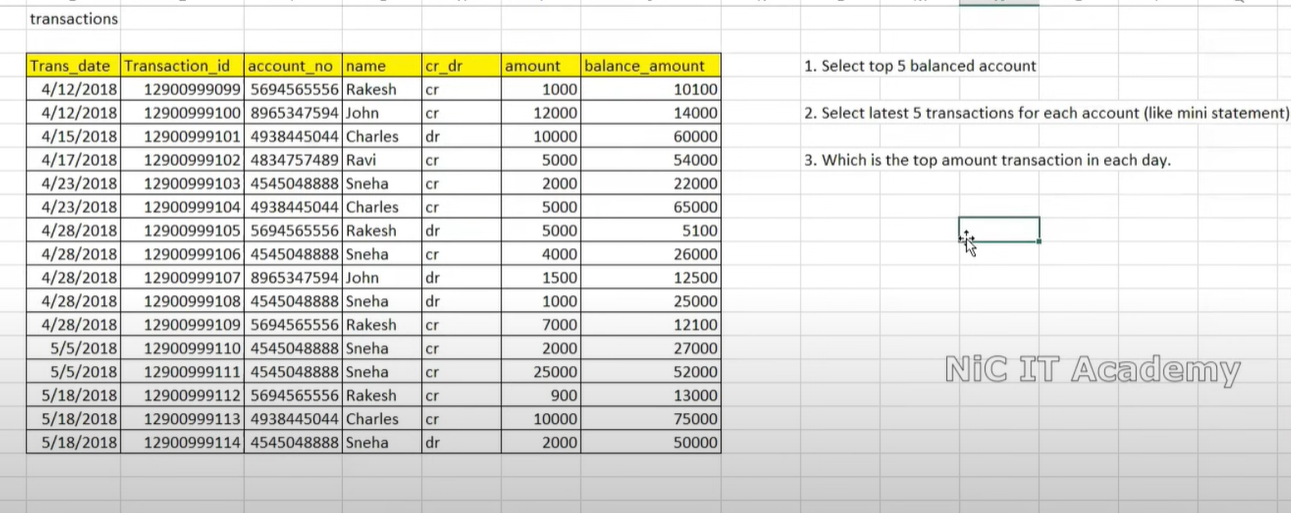 transactions
Trans_date Transaction_id account_no name cr_dr amount balance_amount
4/12/2018 12900999099 5694565556 Rakesh cr 1000 10100
4/12/2018 12900999100 8965347594 John cr 12000 14000
4/15/2018 12900999101 4938445044 Charles dr 10000 60000
4/17/2018 12900999102 4834757489 Ravi cr 5000 54000
4/23/2018 12900999103 4545048888 Sneha cr 2000 22000
4/23/2018 12900999104 4938445044 Charles cr 5000 65000
4/28/2018 12900999105 5694565556 Rakesh dr 5000 5100
4/28/2018 12900999106 4545048888 Sneha cr 4000 26000
4/28/2018 12900999107 8965347594 John dr 1500 12500
4/28/2018 12900999108 4545048888 Sneha dr 1000 25000
4/28/2018 12900999109 5694565556 Rakesh cr 7000 12100
5/5/2018 12900999110 4545048888 Sneha cr 2000 27000
5/5/2018 12900999111 4545048888 Sneha cr 25000 52000
5/18/2018 12900999112 5694565556 Rakesh cr 900 13000
5/18/2018 12900999113 4938445044 Charles cr 10000 75000
5/18/2018 12900999114 4545048888 Sneha dr 2000 50000
1. Select top 5 balanced account
2. Select latest 5 transactions for each account (like mini statement)
3. Which is the top amount transaction in each day.
NiC IT Academy